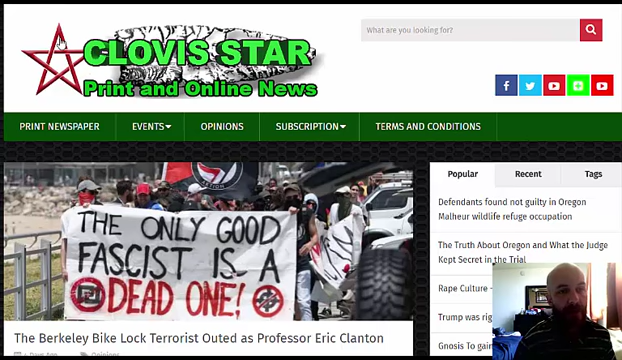 CLOVIS STAR
Print and Online News
What are you looking for?
PRINT NEWSPAPER
EVENTS
OPINIONS
SUBSCRIPTION
TERMS AND CONDITIONS
THE ONLY GOOD
FASCIST IS A
DEAD ONE!
The Berkeley Bike Lock Terrorist Outed as Professor Eric Clanton
Opinions
Popular
Recent
Tags
Defendants found not guilty in Oregon
Malheur wildlife refuge occupation
The Truth About Oregon and What the Judge
Kept Secret in the Trial
Rape Culture -
Trump was rig
Gnosis To gain